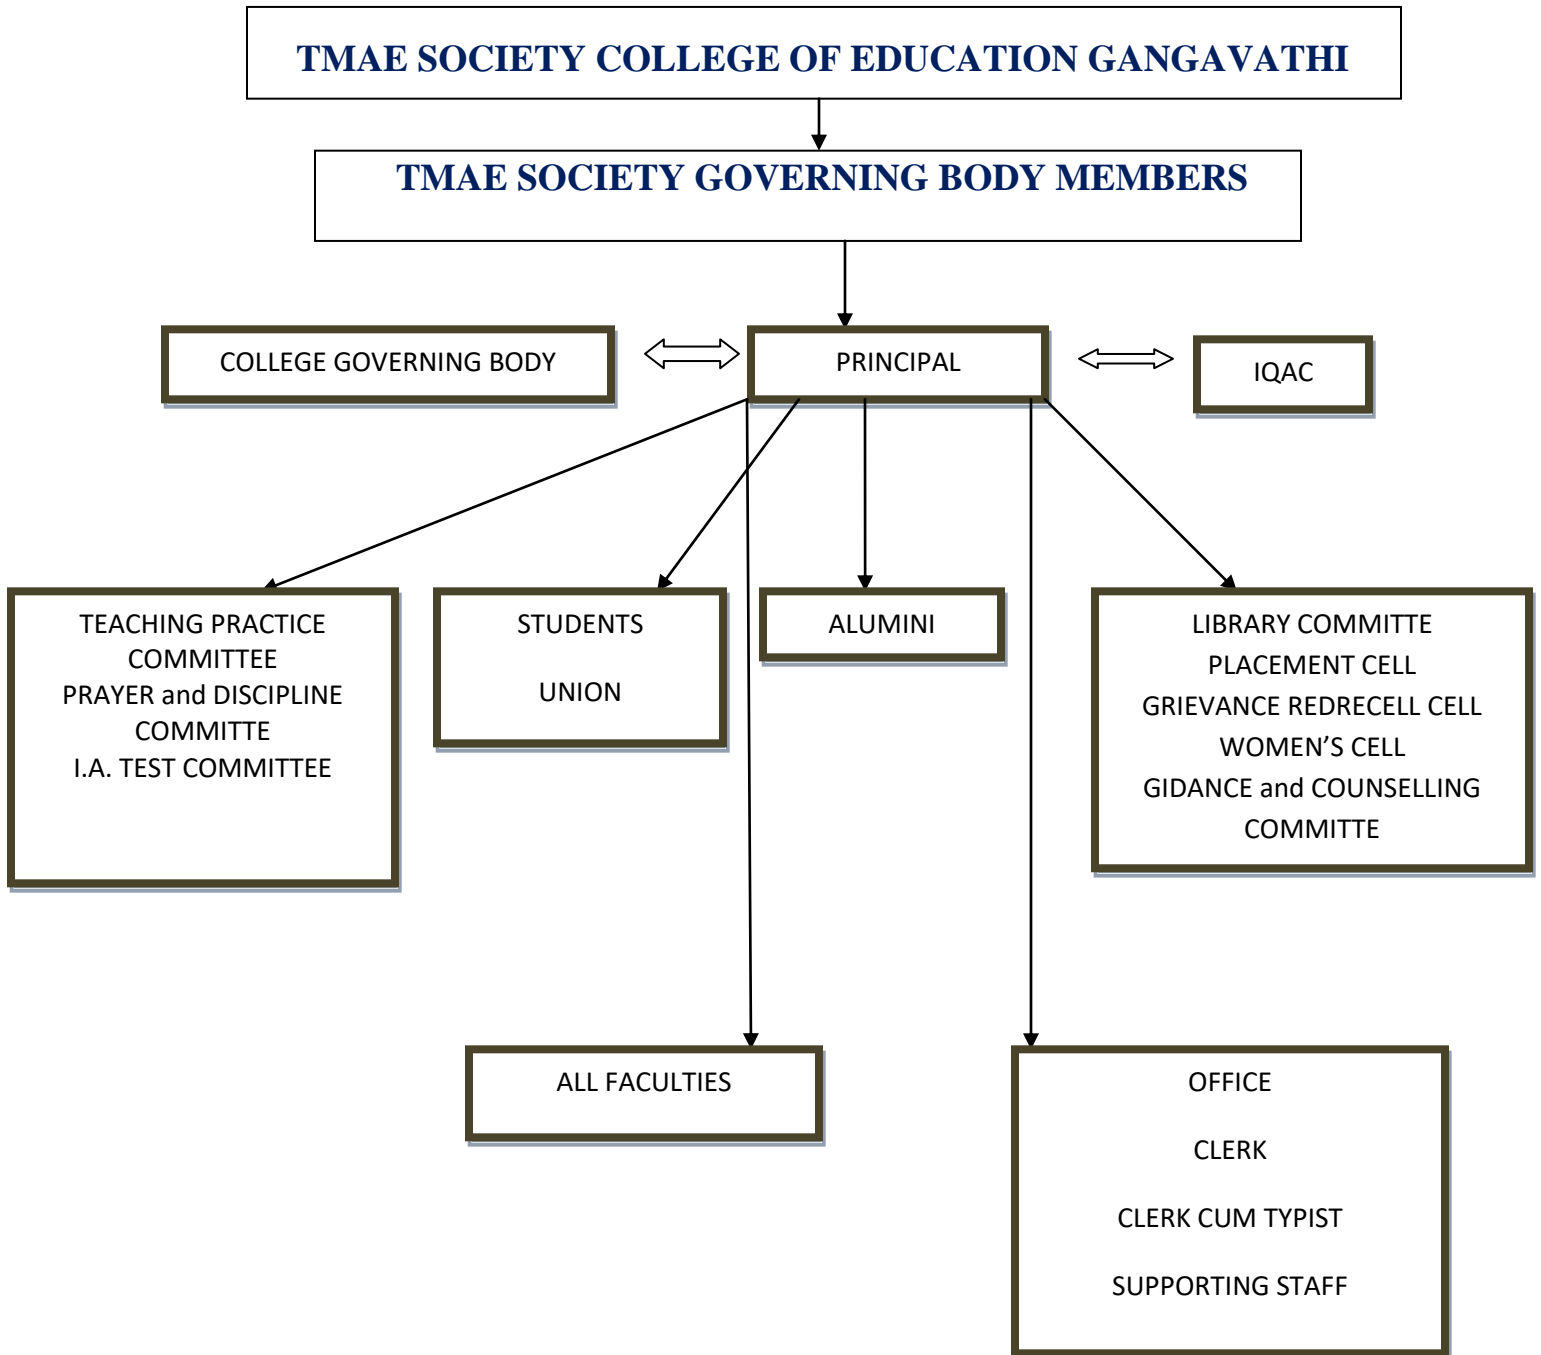 TMAE SOCIETY COLLEGE OF EDUCATION GANGAVATHI
TMAE SOCIETY GOVERNING BODY MEMBERS
COLLEGE GOVERNING BODY
PRINCIPAL
IQAC
TEACHING PRACTICE
COMMITTEE
PRAYER and DISCIPLINE
COMMITTE
I.A. TEST COMMITTEE
STUDENTS
UNION
ALUMINI
LIBRARY COMMITTE
PLACEMENT CELL
GRIEVANCE REDRECELL CELL
WOMEN’S CELL
GIDANCE and COUNSELLING
COMMITTE
ALL FACULTIES
OFFICE
CLERK
CLERK CUM TYPIST
SUPPORTING STAFF